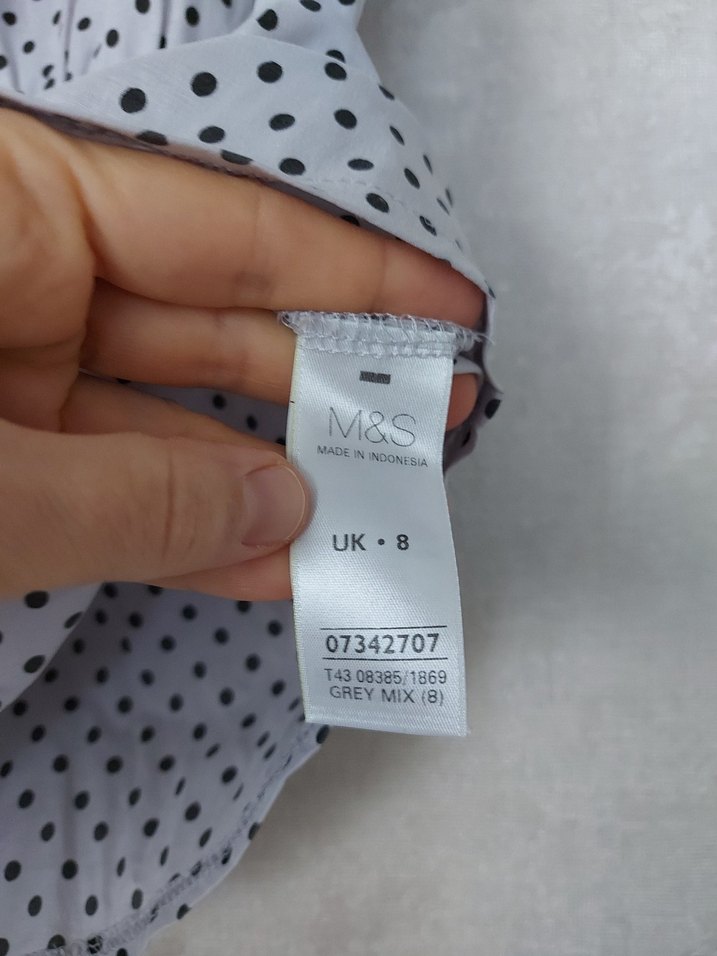 M&S
MADE IN INDONESIA
UK • 8
07342707
T43 08385/1869
GREY MIX (8)